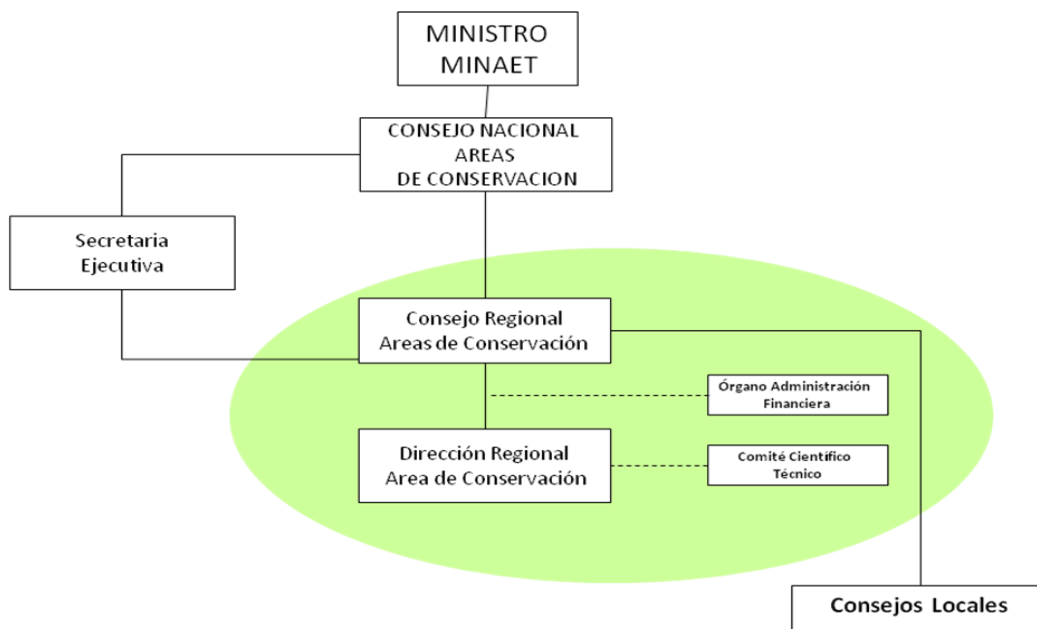 MINISTRO
MINAET
CONSEJO NACIONAL
AREAS
DE CONSERVACION
Secretaria
Ejecutiva
Consejo Regional
Areas de Conservación
Órgano Administración
Financiera
Dirección Regional
Area de Conservación
Comité Científico
Técnico
Consejos Locales